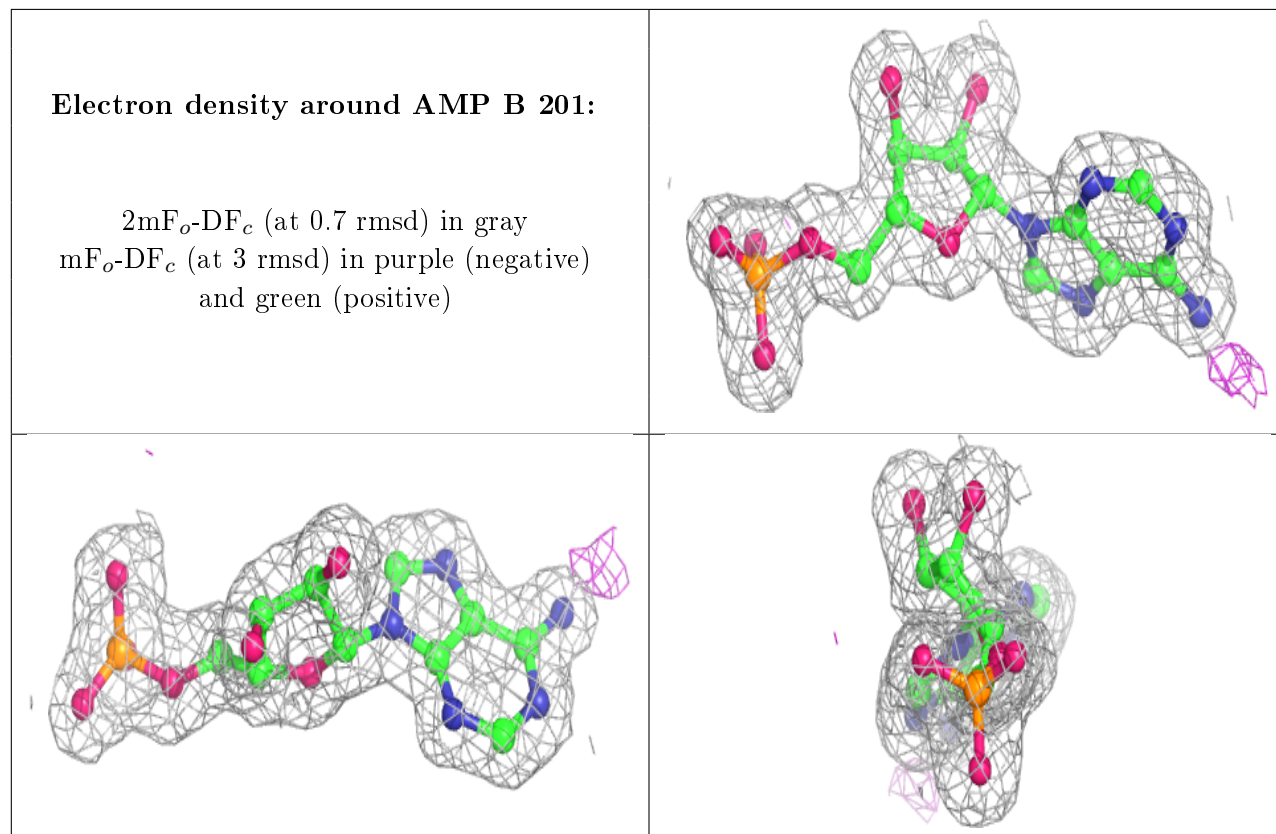 Electron density around AMP B 201:
2mFo-DFc (at 0.7 rmsd) in gray
mFo-DFc (at 3 rmsd) in purple (negative)
and green (positive)